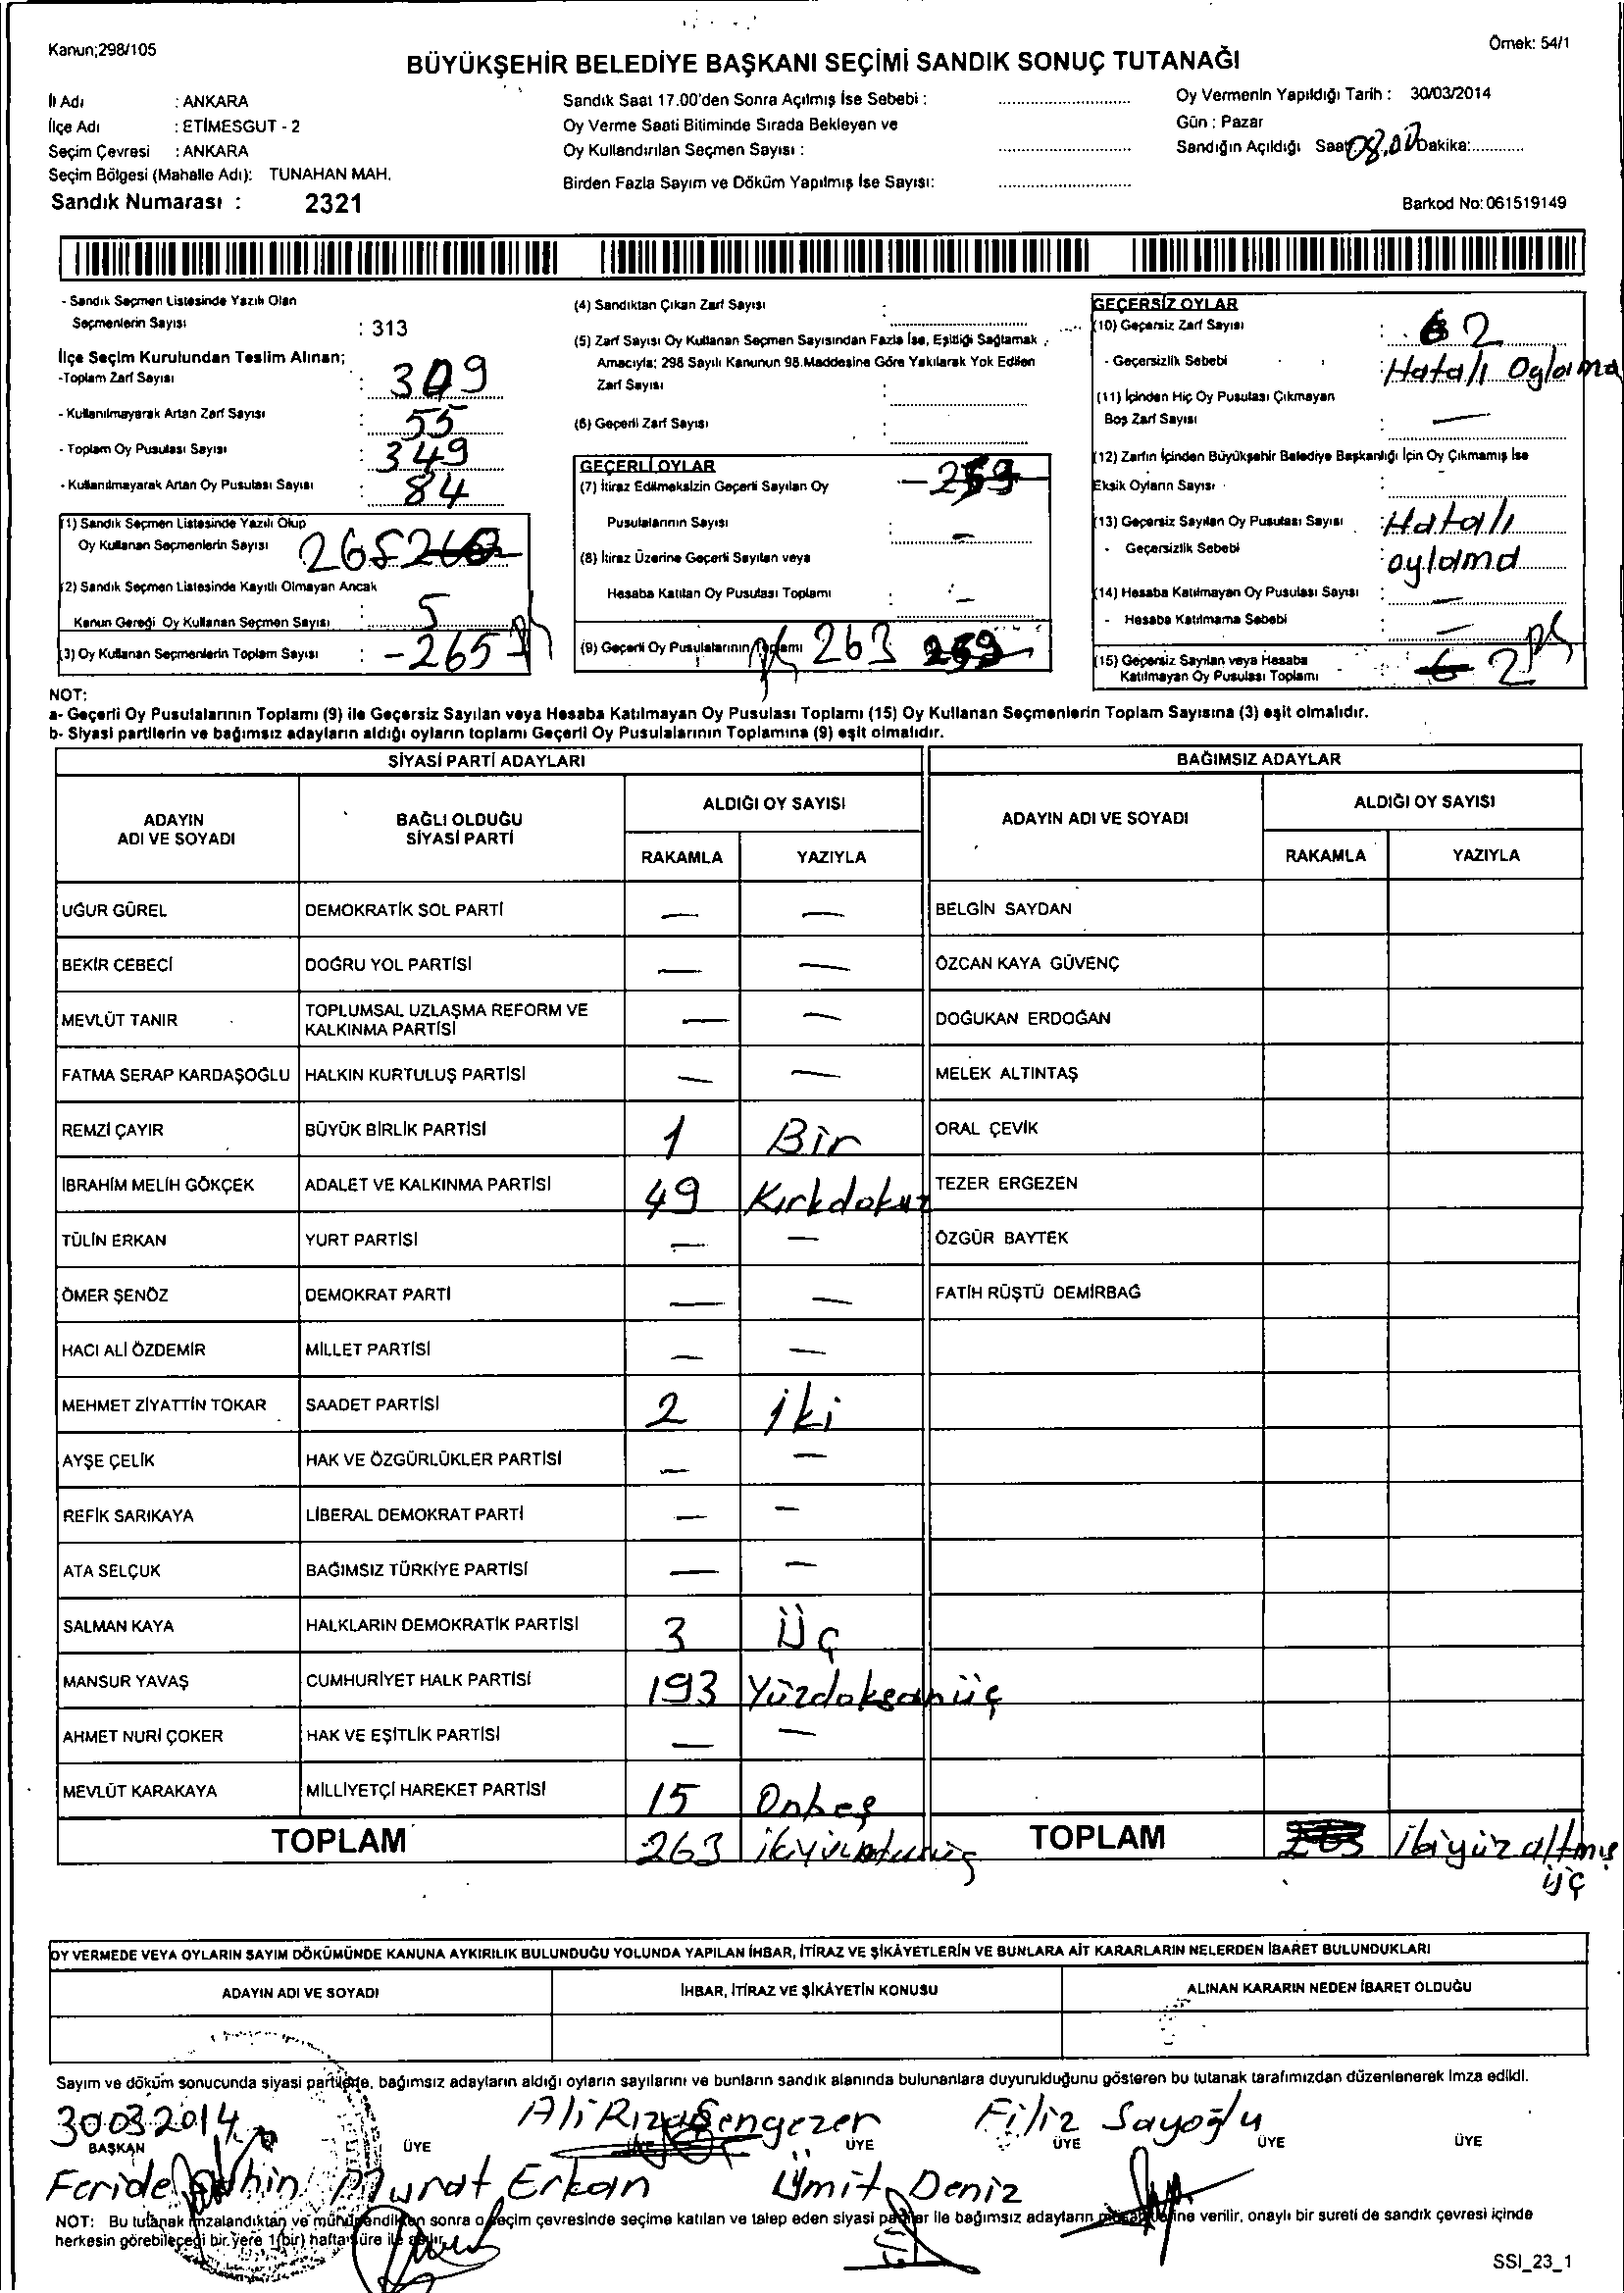 Kanun;298/105
Örnek: 54/1
BÜYÜKŞEHİR BELEDİYE BAŞKANI SEÇİMİ SANDIK SONUÇ TUTANAĞI
İl Adı : ANKARA
İlçe Adı : ETİMESGUT - 2
Seçim Çevresi : ANKARA
Seçim Bölgesi (Mahalle Adı): TUNAHAN MAH.
Sandık Numarası : 2321
Sandık Saat 17.00'den Sonra Açılmış İse Sebebi :
Oy Verme Saati Bitiminde Sırada Bekleyen ve
Oy Kullandırılan Seçmen Sayısı :
Birden Fazla Sayım ve Döküm Yapılmış İse Sayısı:
Oy Vermenin Yapıldığı Tarih : 30/03/2014
Gün : Pazar
Sandığın Açıldığı Saat 08.00 Dakika:
Barkod No: 061519149
- Sandık Seçmen Listesinde Yazılı Olan
Seçmenlerin Sayısı : 313
İlçe Seçim Kurulundan Teslim Alınan;
-Toplam Zarf Sayısı : 309
- Kullanılmayarak Artan Zarf Sayısı : 55
- Toplam Oy Pusulası Sayısı : 349
- Kullanılmayarak Artan Oy Pusulası Sayısı : 84
(1) Sandık Seçmen Listesinde Yazılı Olup
Oy Kullanan Seçmenlerin Sayısı 265 260
(2) Sandık Seçmen Listesinde Kayıtlı Olmayan Ancak
Kanun Gereği Oy Kullanan Seçmen Sayısı : 5
(3) Oy Kullanan Seçmenlerin Toplam Sayısı : -265
(4) Sandıktan Çıkan Zarf Sayısı :
(5) Zarf Sayısı Oy Kullanan Seçmen Sayısından Fazla İse, Eşitliği Sağlamak
Amacıyla; 298 Sayılı Kanunun 98.Maddesine Göre Yakılarak Yok Edilen
Zarf Sayısı :
(6) Geçerli Zarf Sayısı :
GEÇERLİ OYLAR
(7) İtiraz Edilmeksizin Geçerli Sayılan Oy - 259
Pusulalarının Sayısı : -
(8) İtiraz Üzerine Geçerli Sayılan veya
Hesaba Katılan Oy Pusulası Toplamı : -
(9) Geçerli Oy Pusulalarının Toplamı 263 259
GEÇERSİZ OYLAR
(10) Geçersiz Zarf Sayısı : 6 2
- Geçersizlik Sebebi : Hatalı Oylama
(11) İçinden Hiç Oy Pusulası Çıkmayan
Boş Zarf Sayısı : —
(12) Zarfın İçinden Büyükşehir Belediye Başkanlığı İçin Oy Çıkmamış İse
Eksik Oyların Sayısı :
(13) Geçersiz Sayılan Oy Pusulası Sayısı : Hatalı
- Geçersizlik Sebebi : oylama
(14) Hesaba Katılmayan Oy Pusulası Sayısı : —
- Hesaba Katılmama Sebebi : —
(15) Geçersiz Sayılan veya Hesaba
Katılmayan Oy Pusulası Toplamı : 6 2
NOT:
a- Geçerli Oy Pusulalarının Toplamı (9) ile Geçersiz Sayılan veya Hesaba Katılmayan Oy Pusulası Toplamı (15) Oy Kullanan Seçmenlerin Toplam Sayısına (3) eşit olmalıdır.
b- Siyasi partilerin ve bağımsız adayların aldığı oyların toplamı Geçerli Oy Pusulalarının Toplamına (9) eşit olmalıdır.
SİYASİ PARTİ ADAYLARI BAĞIMSIZ ADAYLAR
ADAYIN ADI VE SOYADI BAĞLI OLDUĞU SİYASİ PARTİ ALDIĞI OY SAYISI ADAYIN ADI VE SOYADI ALDIĞI OY SAYISI
RAKAMLA YAZIYLA RAKAMLA YAZIYLA
UĞUR GÜREL DEMOKRATİK SOL PARTİ — — BELGİN SAYDAN
BEKİR CEBECİ DOĞRU YOL PARTİSİ — — ÖZCAN KAYA GÜVENÇ
MEVLÜT TANIR TOPLUMSAL UZLAŞMA REFORM VE KALKINMA PARTİSİ — — DOĞUKAN ERDOĞAN
FATMA SERAP KARDAŞOĞLU HALKIN KURTULUŞ PARTİSİ — — MELEK ALTINTAŞ
REMZİ ÇAYIR BÜYÜK BİRLİK PARTİSİ 1 Bir ORAL ÇEVİK
İBRAHİM MELİH GÖKÇEK ADALET VE KALKINMA PARTİSİ 49 Kırkdokuz TEZER ERGEZEN
TÜLİN ERKAN YURT PARTİSİ — — ÖZGÜR BAYTEK
ÖMER ŞENÖZ DEMOKRAT PARTİ — — FATİH RÜŞTÜ DEMİRBAĞ
HACI ALİ ÖZDEMİR MİLLET PARTİSİ — —
MEHMET ZİYATTİN TOKAR SAADET PARTİSİ 2 iki
AYŞE ÇELİK HAK VE ÖZGÜRLÜKLER PARTİSİ — —
REFİK SARIKAYA LİBERAL DEMOKRAT PARTİ — —
ATA SELÇUK BAĞIMSIZ TÜRKİYE PARTİSİ — —
SALMAN KAYA HALKLARIN DEMOKRATİK PARTİSİ 3 Üç
MANSUR YAVAŞ CUMHURİYET HALK PARTİSİ 193 Yüzdoksanüç
AHMET NURİ ÇOKER HAK VE EŞİTLİK PARTİSİ — —
MEVLÜT KARAKAYA MİLLİYETÇİ HAREKET PARTİSİ 15 Onbeş
TOPLAM 263 TOPLAM 263 ikiyüz altmış
üç
OY VERMEDE VEYA OYLARIN SAYIM DÖKÜMÜNDE KANUNA AYKIRILIK BULUNDUĞU YOLUNDA YAPILAN İHBAR, İTİRAZ VE ŞİKÂYETLERİN VE BUNLARA AİT KARARLARIN NELERDEN İBARET BULUNDUKLARI
ADAYIN ADI VE SOYADI İHBAR, İTİRAZ VE ŞİKÂYETİN KONUSU ALINAN KARARIN NEDEN İBARET OLDUĞU
Sayım ve döküm sonucunda siyasi partilerle, bağımsız adayların aldığı oyların sayılarını ve bunların sandık alanında bulunanlara duyurulduğunu gösteren bu tutanak tarafımızdan düzenlenerek imza edildi.
30032014 Ali Rıza Şengezer Filiz Sayoğlu
BAŞKAN ÜYE ÜYE ÜYE ÜYE ÜYE
Feride Şahin Murat Erkan Ümit Deniz
NOT: Bu tutanak imzalandıktan ve mühürlendikten sonra o seçim çevresinde seçime katılan ve talep eden siyasi partiler ile bağımsız adayların müşahitlerine verilir, onaylı bir sureti de sandık çevresi içinde
herkesin görebileceği bir yere 1(bir) hafta süre ile asılır.
SSI_23_1